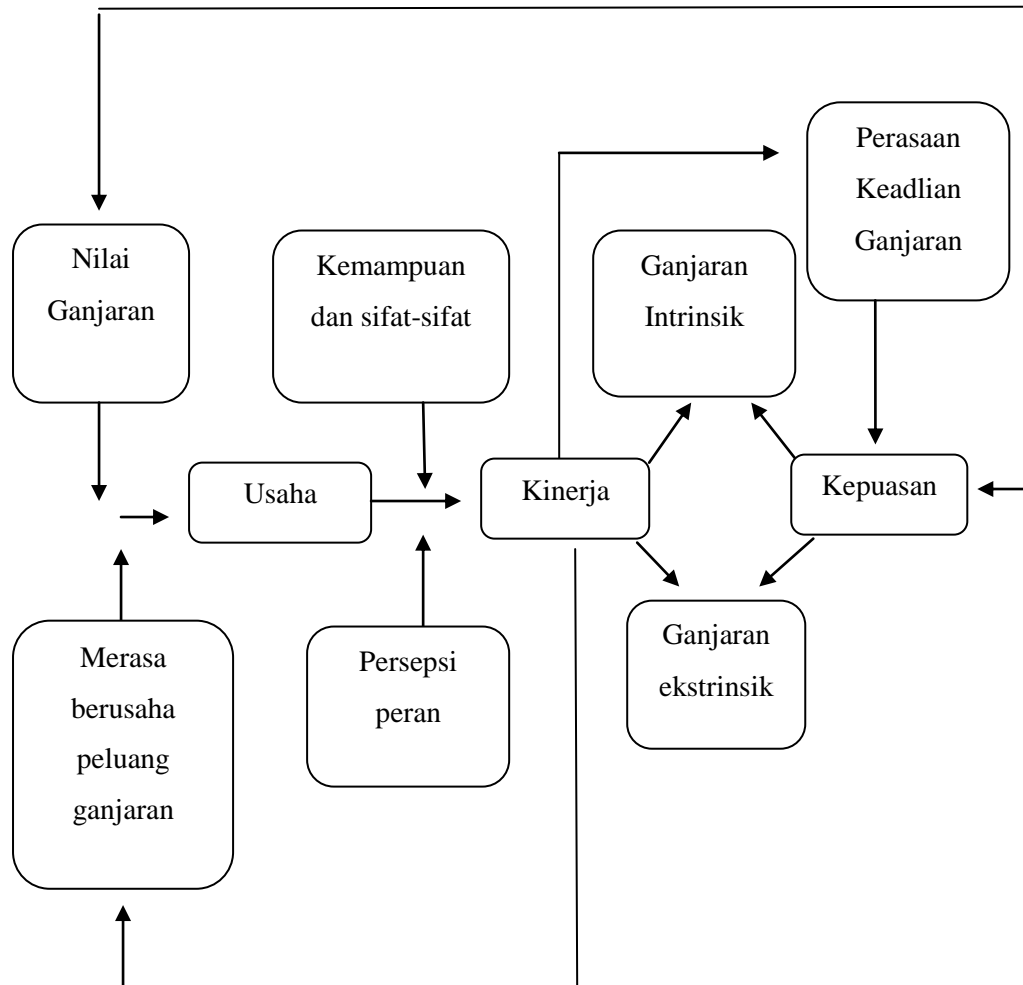 Perasaan
Keadlian
Ganjaran
Nilai
Ganjaran
Kemampuan
dan sifat-sifat
Ganjaran
Intrinsik
Usaha
Kinerja
Kepuasan
Merasa
berusaha
peluang
ganjaran
Persepsi
peran
Ganjaran
ekstrinsik